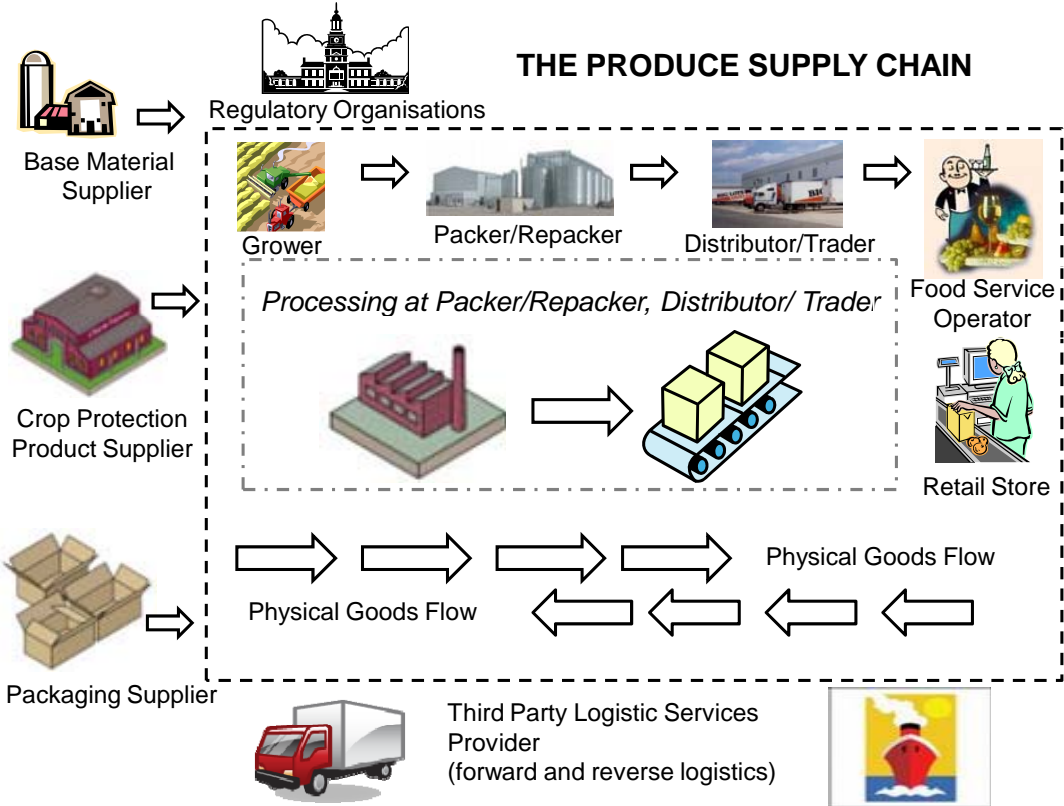 THE PRODUCE SUPPLY CHAIN
Regulatory Organisations
Base Material
Supplier
Grower
Packer/Repacker
Distributor/Trader
Processing at Packer/Repacker, Distributor/ Trader
Food Service
Operator
Crop Protection
Product Supplier
Retail Store
Physical Goods Flow
Physical Goods Flow
Packaging Supplier
Third Party Logistic Services
Provider
(forward and reverse logistics)